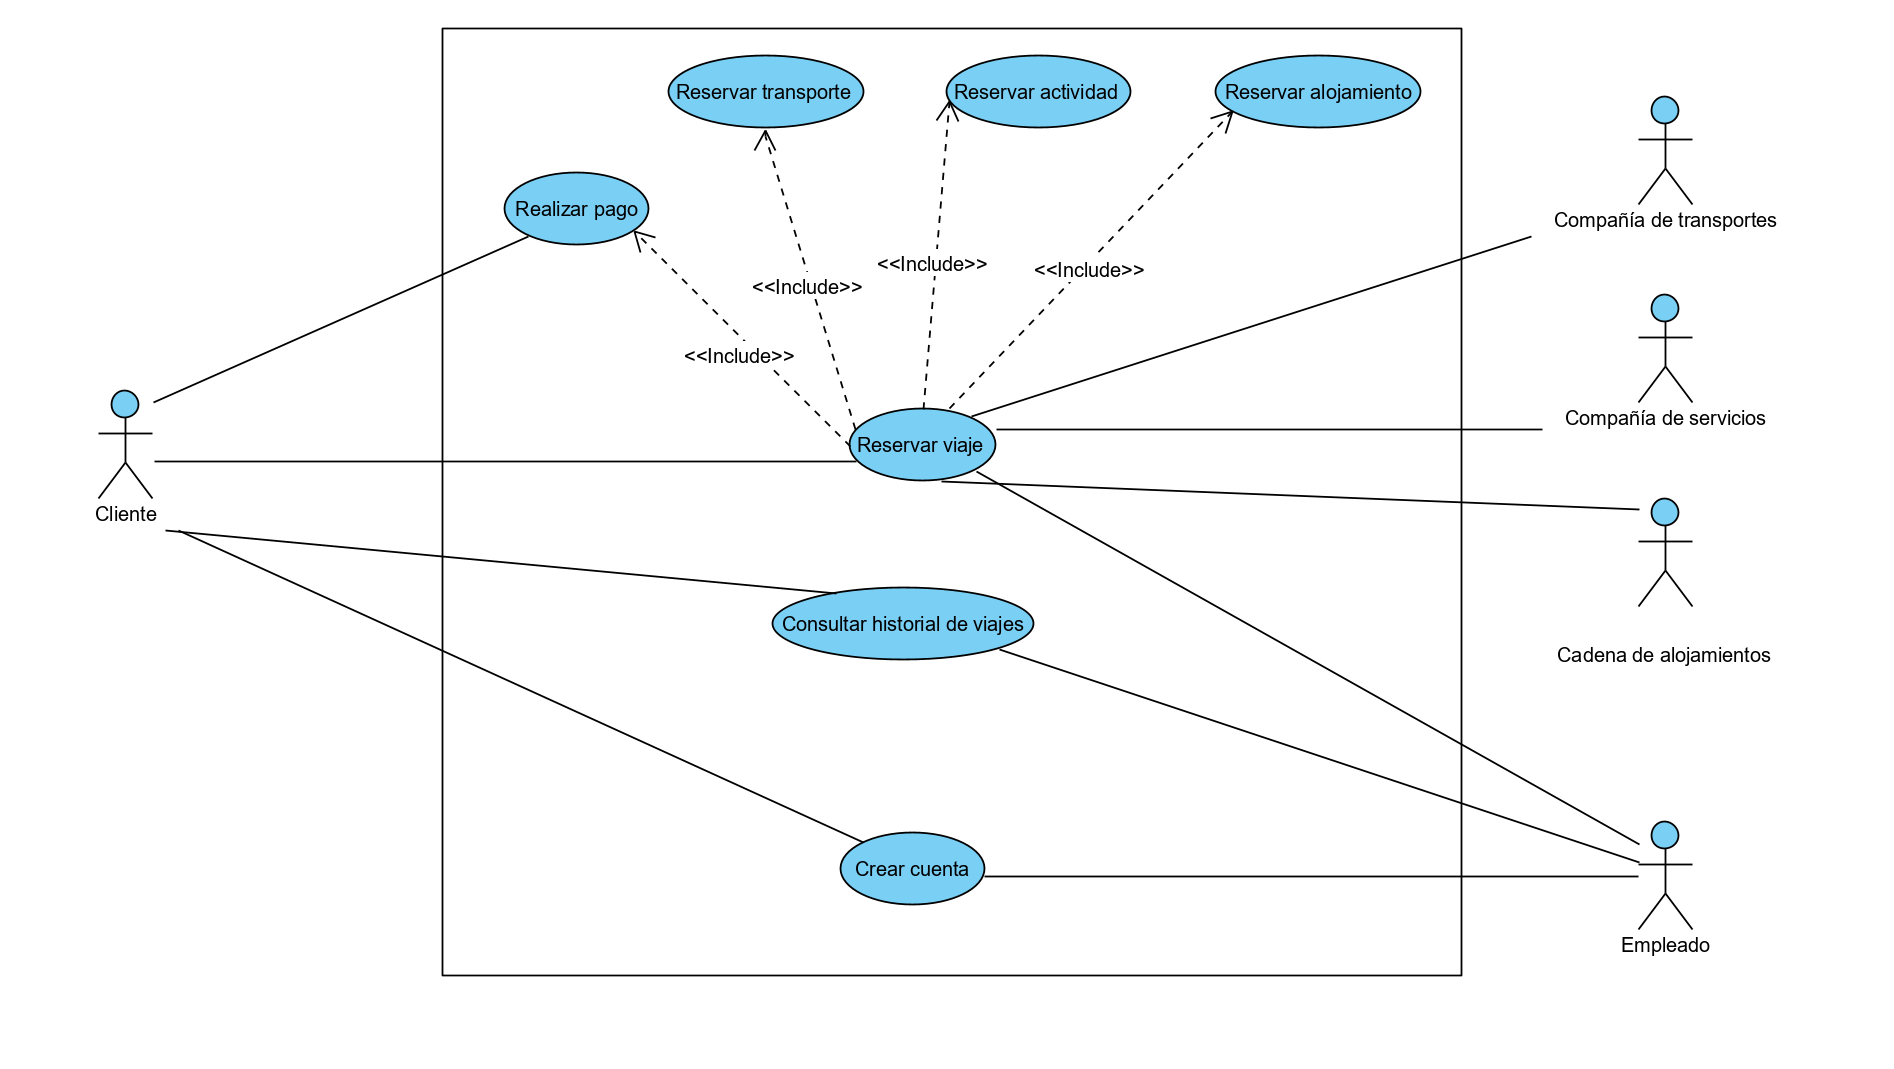 Reservar transporte
Reservar actividad
Reservar alojamiento
Realizar pago
Compañía de transportes
<<Include>>
<<Include>>
<<Include>>
<<Include>>
Compañía de servicios
Reservar viaje
Cliente
Consultar historial de viajes
Cadena de alojamientos
Crear cuenta
Empleado